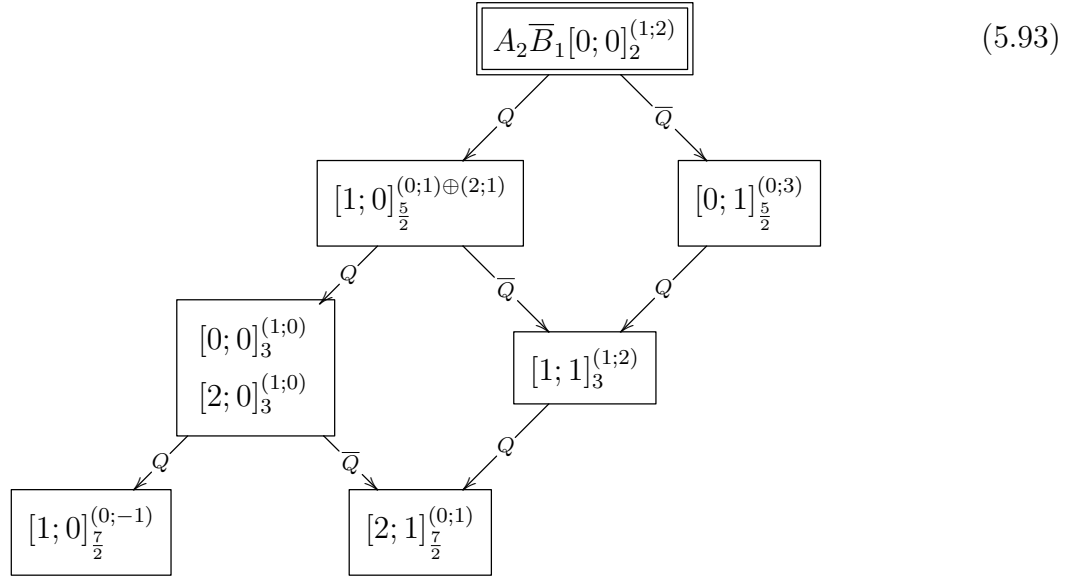 $A_2\overline{B}_1[0;0]_2^{(1;2)}$ (5.93)
$Q$ $\overline{Q}$
$[1;0]_{\frac{5}{2}}^{(0;1)\oplus(2;1)}$ $[0;1]_{\frac{5}{2}}^{(0;3)}$
$Q$ $\overline{Q}$ $Q$
$[0;0]_3^{(1;0)}$
$[2;0]_3^{(1;0)}$ $[1;1]_3^{(1;2)}$
$Q$ $\overline{Q}$ $Q$
$[1;0]_{\frac{7}{2}}^{(0;-1)}$ $[2;1]_{\frac{7}{2}}^{(0;1)}$